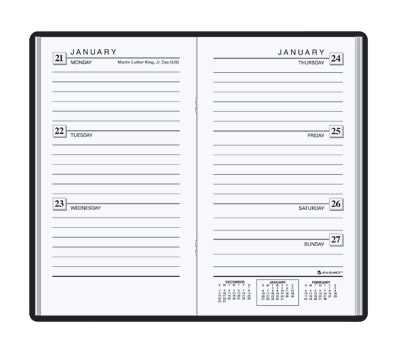 JANUARY
21
MONDAY Martin Luther King, Jr. Day (US)
22
TUESDAY
23
WEDNESDAY
JANUARY
24
THURSDAY
25
FRIDAY
26
SATURDAY
27
SUNDAY
AT-A-GLANCE
DECEMBER
JANUARY
FEBRUARY